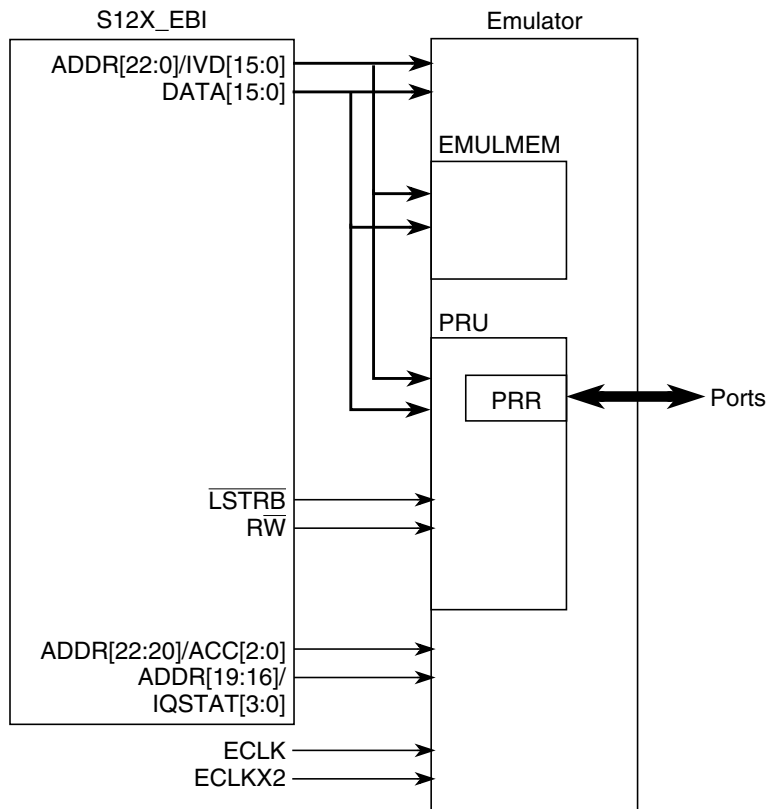 S12X_EBI
Emulator
ADDR[22:0]/IVD[15:0]
DATA[15:0]
EMULMEM
PRU
PRR
Ports
LSTRB
RW
ADDR[22:20]/ACC[2:0]
ADDR[19:16]/
IQSTAT[3:0]
ECLK
ECLKX2